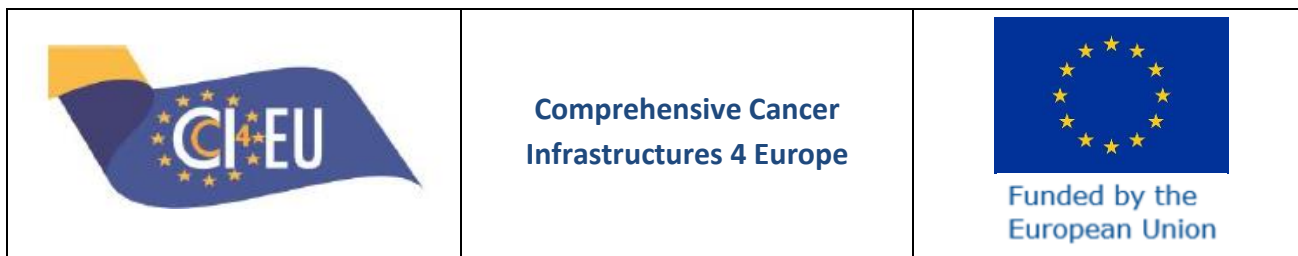 CCI4EU
Comprehensive Cancer
Infrastructures 4 Europe
Funded by the
European Union